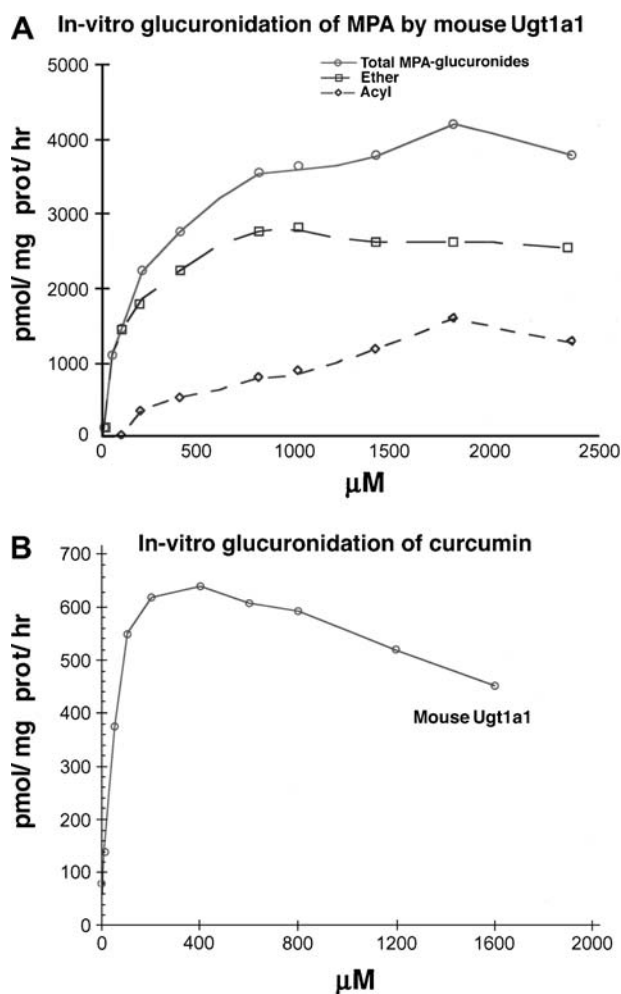 A In-vitro glucuronidation of MPA by mouse Ugt1a1
Total MPA-glucuronides
Ether
Acyl
5000
4000
3000
2000
1000
0
pmol/ mg prot/ hr
0 500 1000 1500 2000 2500
μM
B In-vitro glucuronidation of curcumin
700
600
500
400
300
200
100
0
pmol/ mg prot/ hr
Mouse Ugt1a1
0 400 800 1200 1600 2000
μM